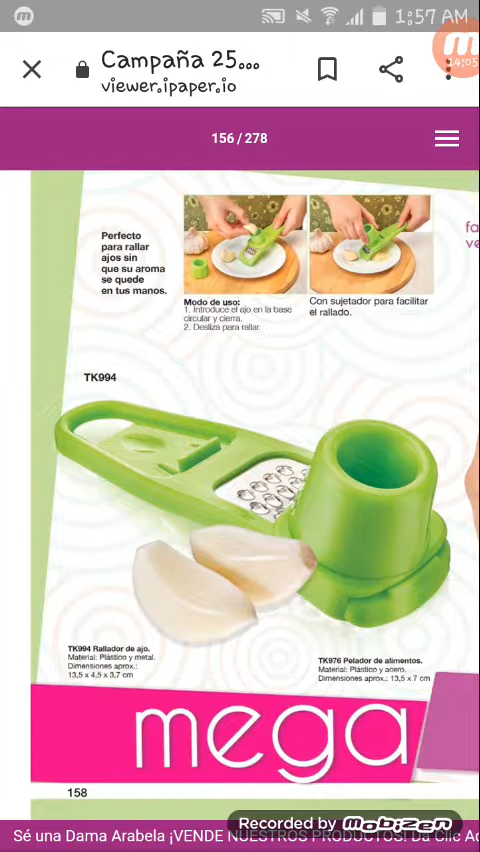 1:57 AM
Campaña 25...
viewer.ipaper.io
14:05
156 / 278
fa
ve
Perfecto
para rallar
ajos sin
que su aroma
se quede
en tus manos.
Modo de uso:
1. Introduce el ajo en la base
circular y cierra.
2. Desliza para rallar.
Con sujetador para facilitar
el rallado.
TK994
TK994 Rallador de ajo.
Material: Plástico y metal.
Dimensiones aprox.:
13,5 x 4,5 x 3,7 cm
TK976 Pelador de alimentos.
Material: Plástico y acero.
Dimensiones aprox.: 13,5 x 7 cm
mega
158
Recorded by MOBIZEN
Sé una Dama Arabela ¡VENDE NUESTROS PRODUCTOS! Da Clic Ac